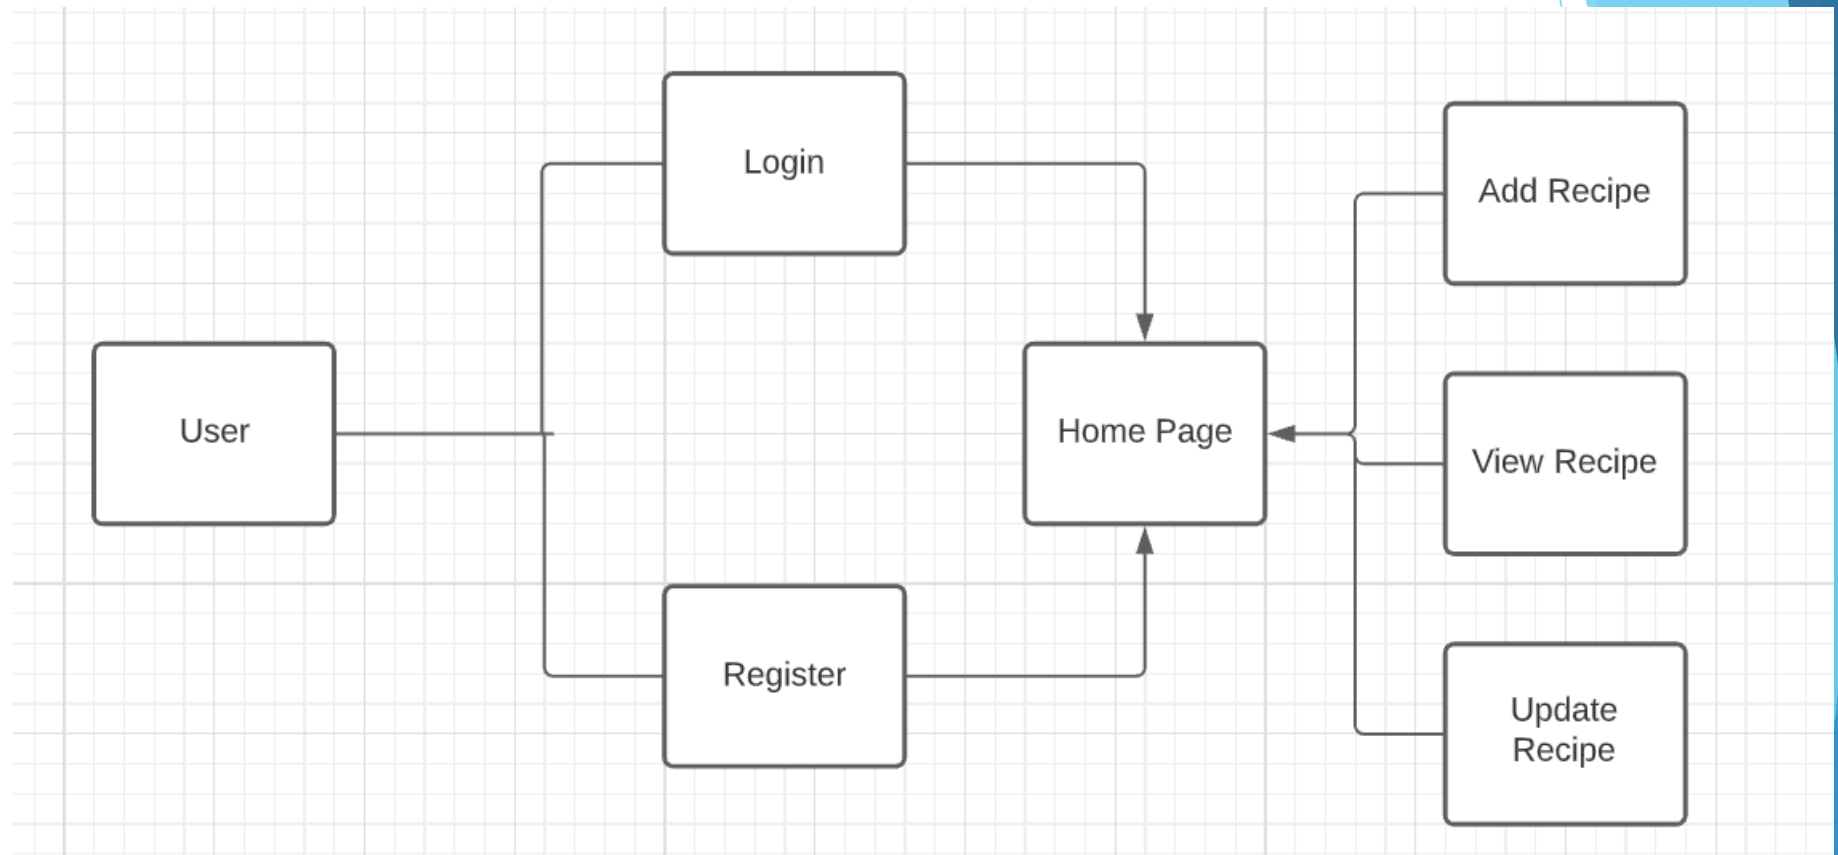 Login
Add Recipe
User
Home Page
View Recipe
Register
Update
Recipe